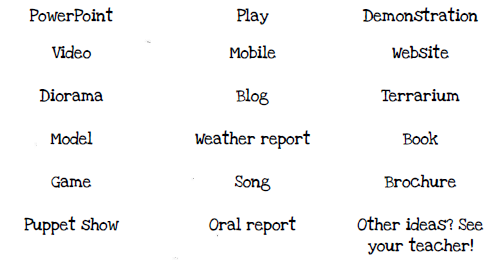 PowerPoint Play Demonstration
Video Mobile Website
Diorama Blog Terrarium
Model Weather report Book
Game Song Brochure
Puppet show Oral report Other ideas? See
your teacher!